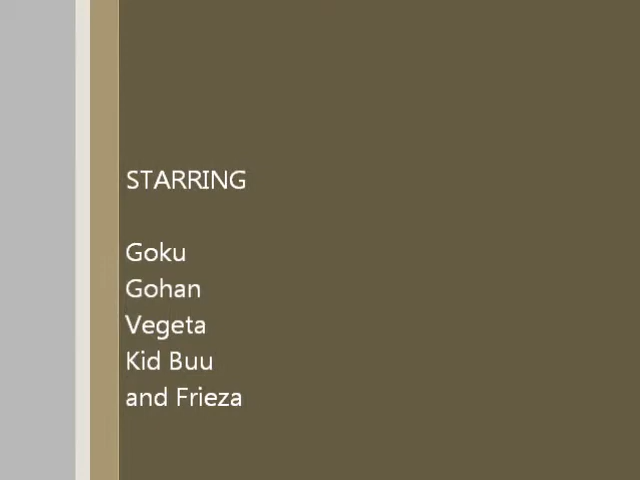 STARRING
Goku
Gohan
Vegeta
Kid Buu
and Frieza